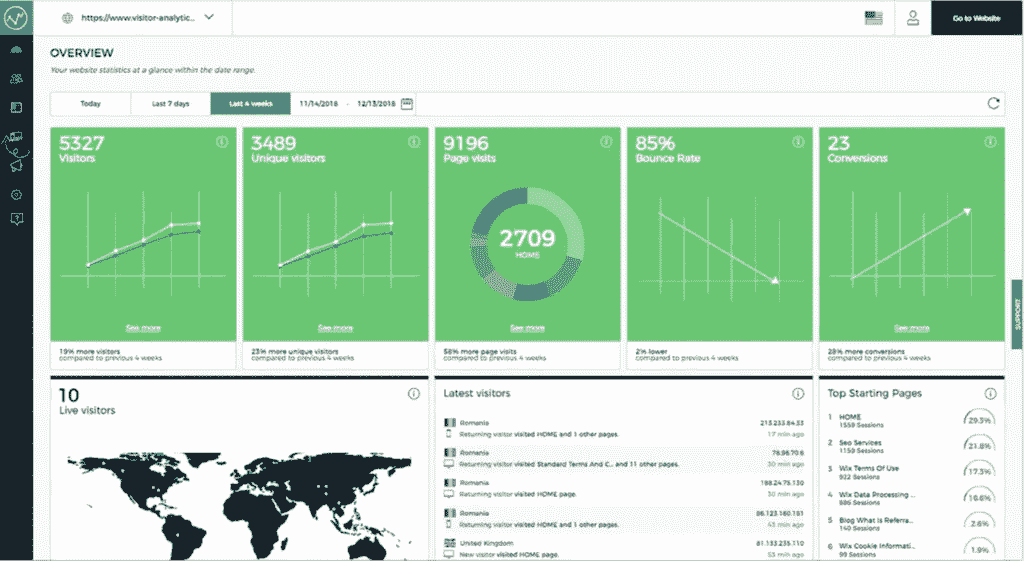 https://www.visitor-analytic...
Go to Website
OVERVIEW
Your website statistics at a glance within the date range.
Today
Last 7 days
Last 4 weeks
11/14/2018 - 12/13/2018
5327
Visitors
See more
19% more visitors
compared to previous 4 weeks
3489
Unique visitors
See more
23% more unique visitors
compared to previous 4 weeks
9196
Page visits
2709
HOME
See more
56% more page visits
compared to previous 4 weeks
85%
Bounce Rate
2% lower
compared to previous 4 weeks
23
Conversions
See more
28% more conversions
compared to previous 4 weeks
SUPPORT
10
Live visitors
Latest visitors
Romania
213.233.84.33
Returning visitor visited HOME and 1 other pages.
17 min ago
Romania
78.96.70.6
Returning visitor visited Standard Terms And C... and 11 other pages.
30 min ago
Romania
188.24.75.130
Returning visitor visited HOME page.
30 min ago
Romania
Returning visitor visited HOME and 1 other pages.
53 min ago
United Kingdom
81.133.235.110
New visitor visited HOME page.
53 min ago
Top Starting Pages
1 HOME
1559 Sessions
29.3%
2 Seo Services
1159 Sessions
21.8%
3 Wix Terms Of Use
922 Sessions
17.3%
4 Wix Data Processing ...
886 Sessions
16.6%
5 Blog What Is Referra...
140 Sessions
2.6%
6 Wix Cookie Informati...
99 Sessions
1.9%